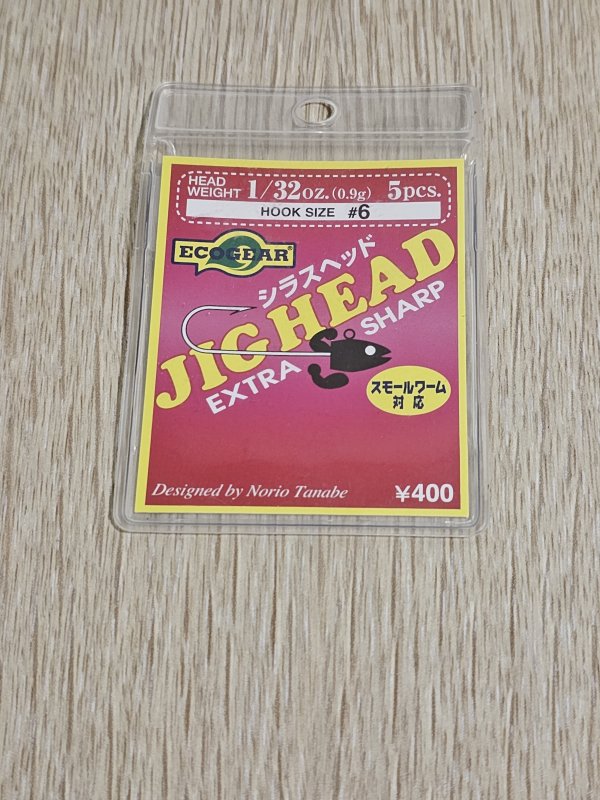 HEAD WEIGHT 1/32oz.(0.9g) 5pcs.
HOOK SIZE #6
ECOGEAR®
シラスヘッド
JIG HEAD
EXTRA SHARP
スモールワーム
対応
Designed by Norio Tanabe
¥400